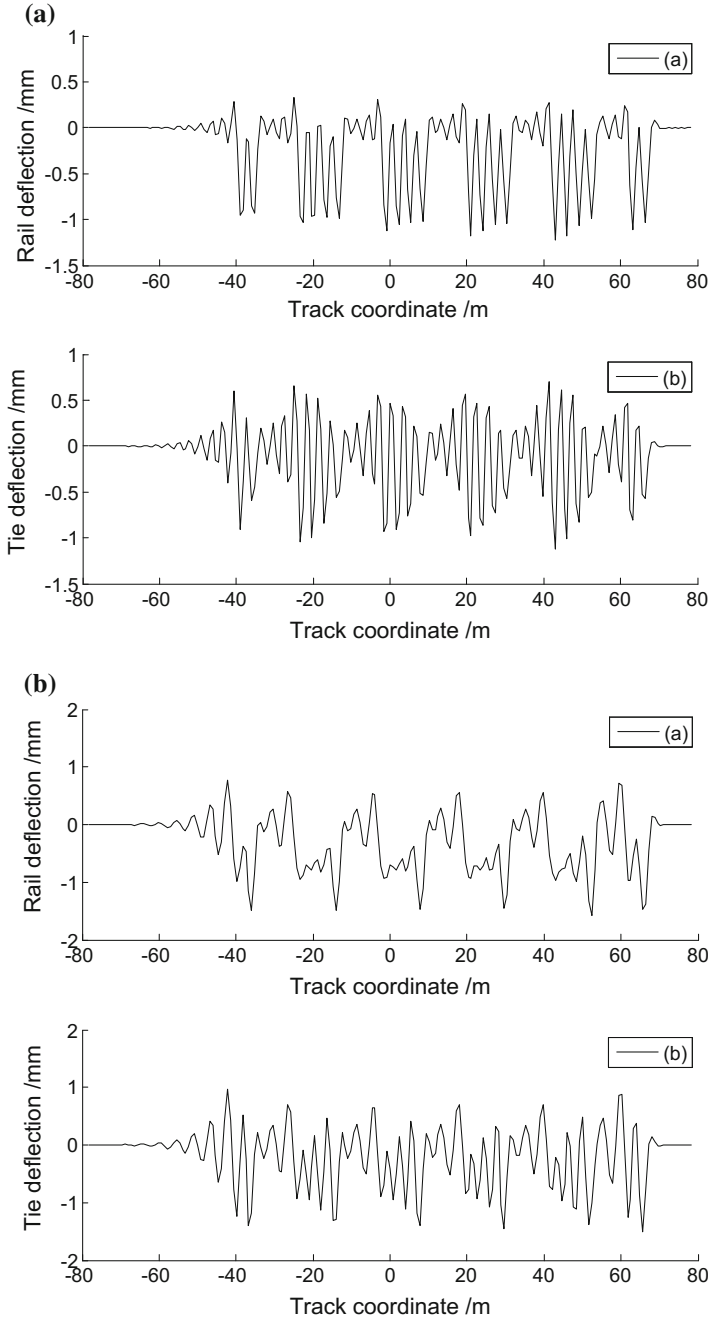 (a)
1
(a)
0.5
0
-0.5
-1
-1.5
Rail deflection /mm
-80 -60 -40 -20 0 20 40 60 80
Track coordinate /m
1
(b)
0.5
0
-0.5
-1
-1.5
Tie deflection /mm
-80 -60 -40 -20 0 20 40 60 80
Track coordinate /m
(b)
2
(a)
1
0
-1
-2
Rail deflection /mm
-80 -60 -40 -20 0 20 40 60 80
Track coordinate /m
2
(b)
1
0
-1
-2
Tie deflection /mm
-80 -60 -40 -20 0 20 40 60 80
Track coordinate /m